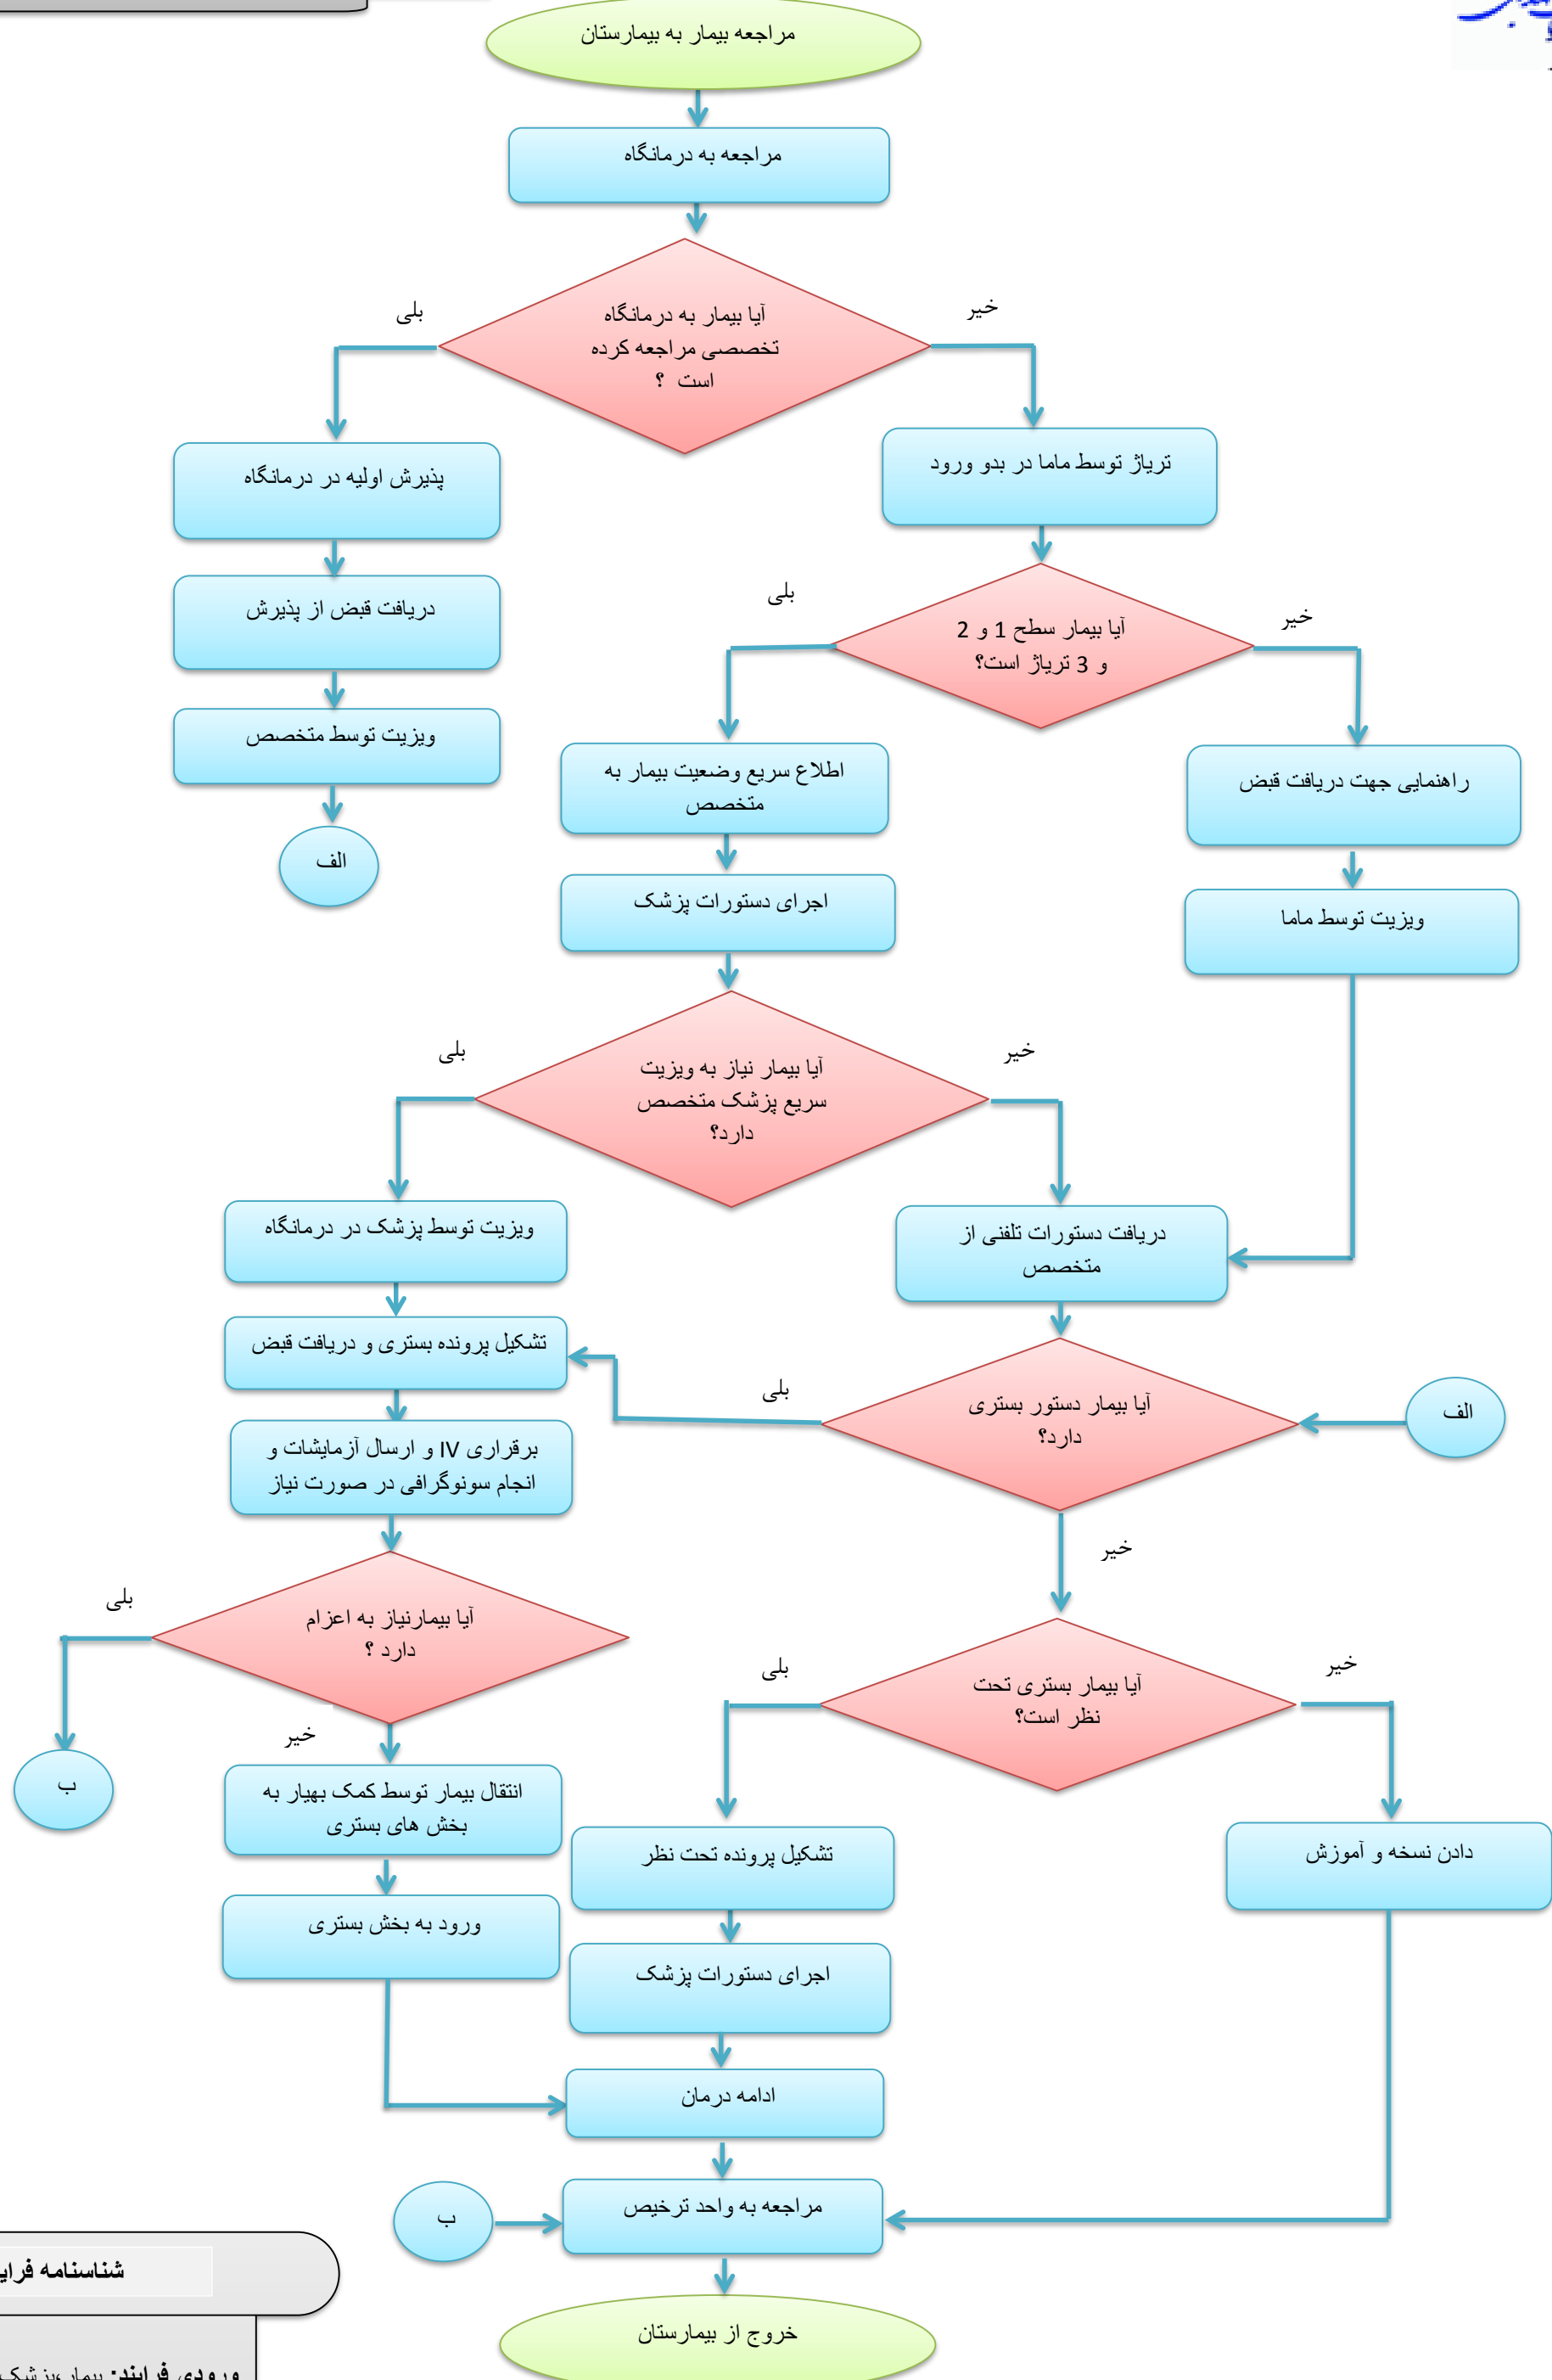 مراجعه بیمار به بیمارستان
مراجعه به درمانگاه
آیا بیمار به درمانگاه
تخصصی مراجعه کرده
است ؟
خیر
بلی
تریاژ توسط ماما در بدو ورود
پذیرش اولیه در درمانگاه
دریافت قبض از پذیرش
ویزیت توسط متخصص
الف
آیا بیمار سطح 1 و 2
و 3 تریاژ است؟
خیر
بلی
راهنمایی جهت دریافت قبض
ویزیت توسط ماما
اطلاع سریع وضعیت بیمار به
متخصص
اجرای دستورات پزشک
آیا بیمار نیاز به ویزیت
سریع پزشک متخصص
دارد؟
خیر
بلی
دریافت دستورات تلفنی از
متخصص
ویزیت توسط پزشک در درمانگاه
تشکیل پرونده بستری و دریافت قبض
برقراری IV و ارسال آزمایشات و
انجام سونوگرافی در صورت نیاز
الف
آیا بیمار دستور بستری
دارد؟
بلی
خیر
آیا بیمارنیاز به اعزام
دارد ؟
بلی
خیر
ب
آیا بیمار بستری تحت
نظر است؟
خیر
بلی
دادن نسخه و آموزش
تشکیل پرونده تحت نظر
اجرای دستورات پزشک
انتقال بیمار توسط کمک بهیار به
بخش های بستری
ورود به بخش بستری
ادامه درمان
مراجعه به واحد ترخیص
ب
خروج از بیمارستان
شناسنامه
ورودی فرایند: بیمار،پزشک